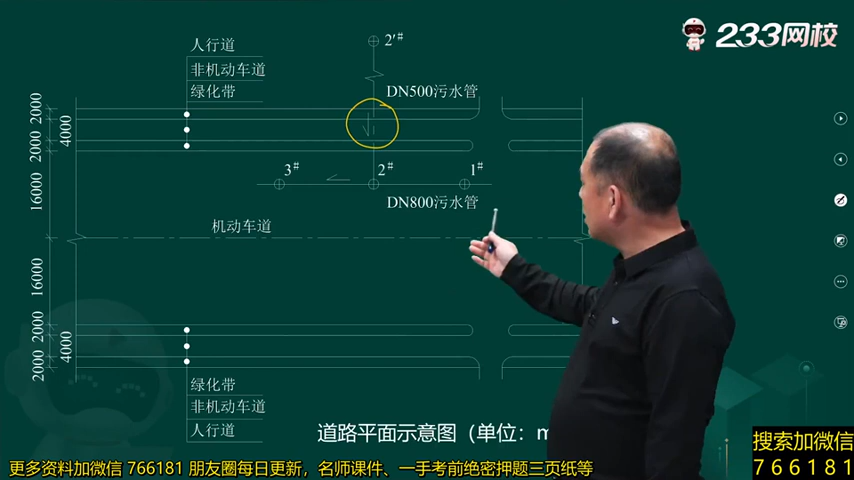 233网校
人行道
非机动车道
绿化带
2'#
DN500污水管
2000
4000
2000
3#
2#
1#
16000
DN800污水管
机动车道
16000
2000
4000
2000
绿化带
非机动车道
人行道
道路平面示意图（单位：m
更多资料加微信 766181 朋友圈每日更新，名师课件、一手考前绝密押题三页纸等
搜索加微信
766181